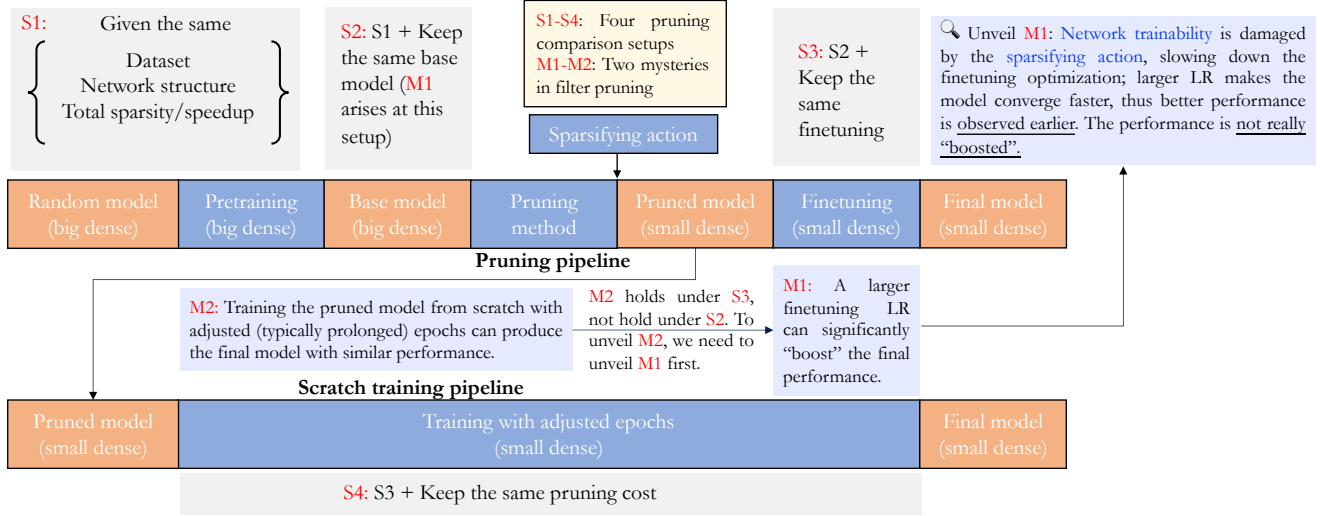 S1: Given the same
Dataset
Network structure
Total sparsity/speedup
S2: S1 + Keep
the same base
model (M1
arises at this
setup)
S1-S4: Four pruning
comparison setups
M1-M2: Two mysteries
in filter pruning
Sparsifying action
S3: S2 +
Keep the
same
finetuning
Unveil M1: Network trainability is damaged
by the sparsifying action, slowing down the
finetuning optimization; larger LR makes the
model converge faster, thus better performance
is observed earlier. The performance is not really
“boosted”.
Random model
(big dense)
Pretraining
(big dense)
Base model
(big dense)
Pruning
method
Pruned model
(small dense)
Finetuning
(small dense)
Final model
(small dense)
Pruning pipeline
M2: Training the pruned model from scratch with
adjusted (typically prolonged) epochs can produce
the final model with similar performance.
M2 holds under S3,
not hold under S2. To
unveil M2, we need to
unveil M1 first.
M1: A larger
finetuning LR
can significantly
“boost” the final
performance.
Scratch training pipeline
Pruned model
(small dense)
Training with adjusted epochs
(small dense)
Final model
(small dense)
S4: S3 + Keep the same pruning cost